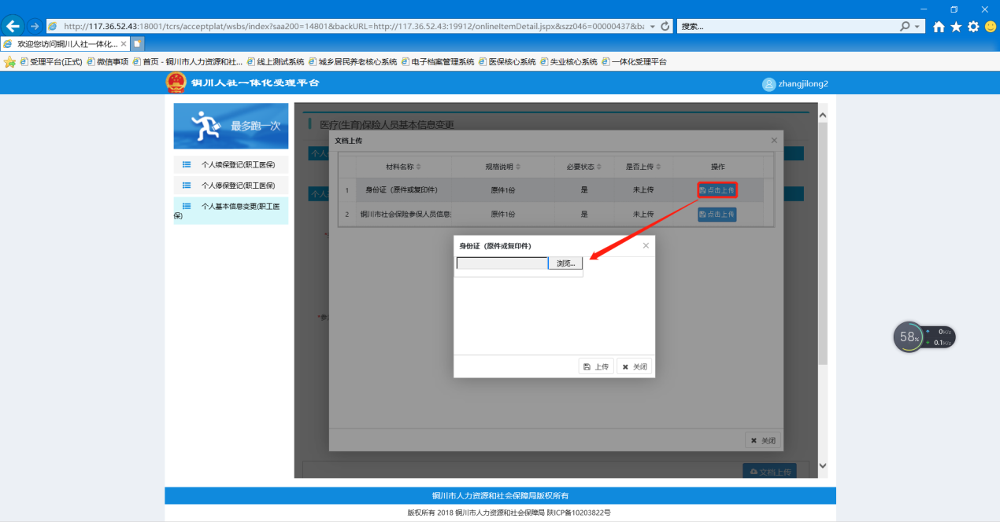 http://117.36.52.43:18001/tcrs/acceptplat/wsbs/index?saa200=14801&backURL=http://117.36.52.43:19912/onlineItemDetail.jspx&szz046=00000437&b
搜索...
欢迎您访问铜川人社一体化...
受理平台(正式) 微信事项 首页 - 铜川市人力资源和社... 线上测试系统 城乡居民养老核心系统 电子档案管理系统 医保核心系统 失业核心系统 一体化受理平台
铜川人社一体化受理平台
zhangjilong2
最多跑一次
个人续保登记(职工医保)
个人停保登记(职工医保)
个人基本信息变更(职工医
保)
医疗(生育)保险人员基本信息变更
个人
个人
*参
文档上传
材料名称 规格说明 必要状态 是否上传 操作
1 身份证（原件或复印件） 原件1份 是 未上传 点击上传
2 铜川市社会保险参保人员信息 原件1份 是 未上传 点击上传
身份证（原件或复印件）
浏览...
上传 关闭
关闭
文档上传
58%
0K/s
0.1K/s
铜川市人力资源和社会保障局版权所有
版权所有 2018 铜川市人力资源和社会保障局 陕ICP备10203822号